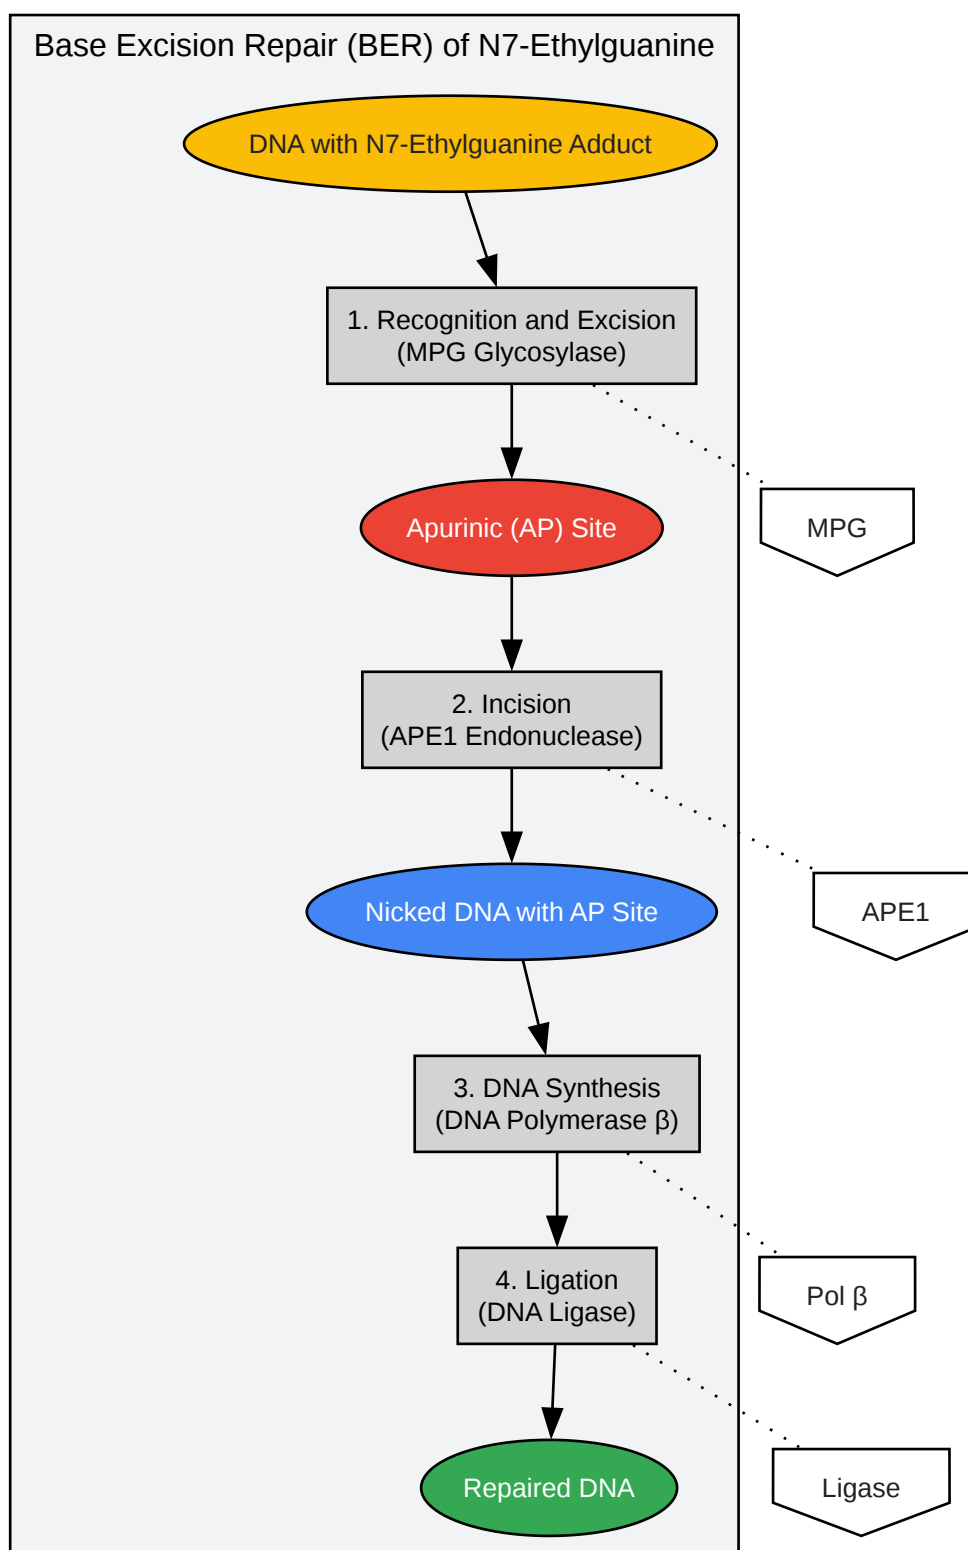 Base Excision Repair (BER) of N7-Ethylguanine
DNA with N7-Ethylguanine Adduct
1. Recognition and Excision
(MPG Glycosylase)
Apurinic (AP) Site
MPG
2. Incision
(APE1 Endonuclease)
Nicked DNA with AP Site
APE1
3. DNA Synthesis
(DNA Polymerase β)
4. Ligation
(DNA Ligase)
Pol β
Repaired DNA
Ligase